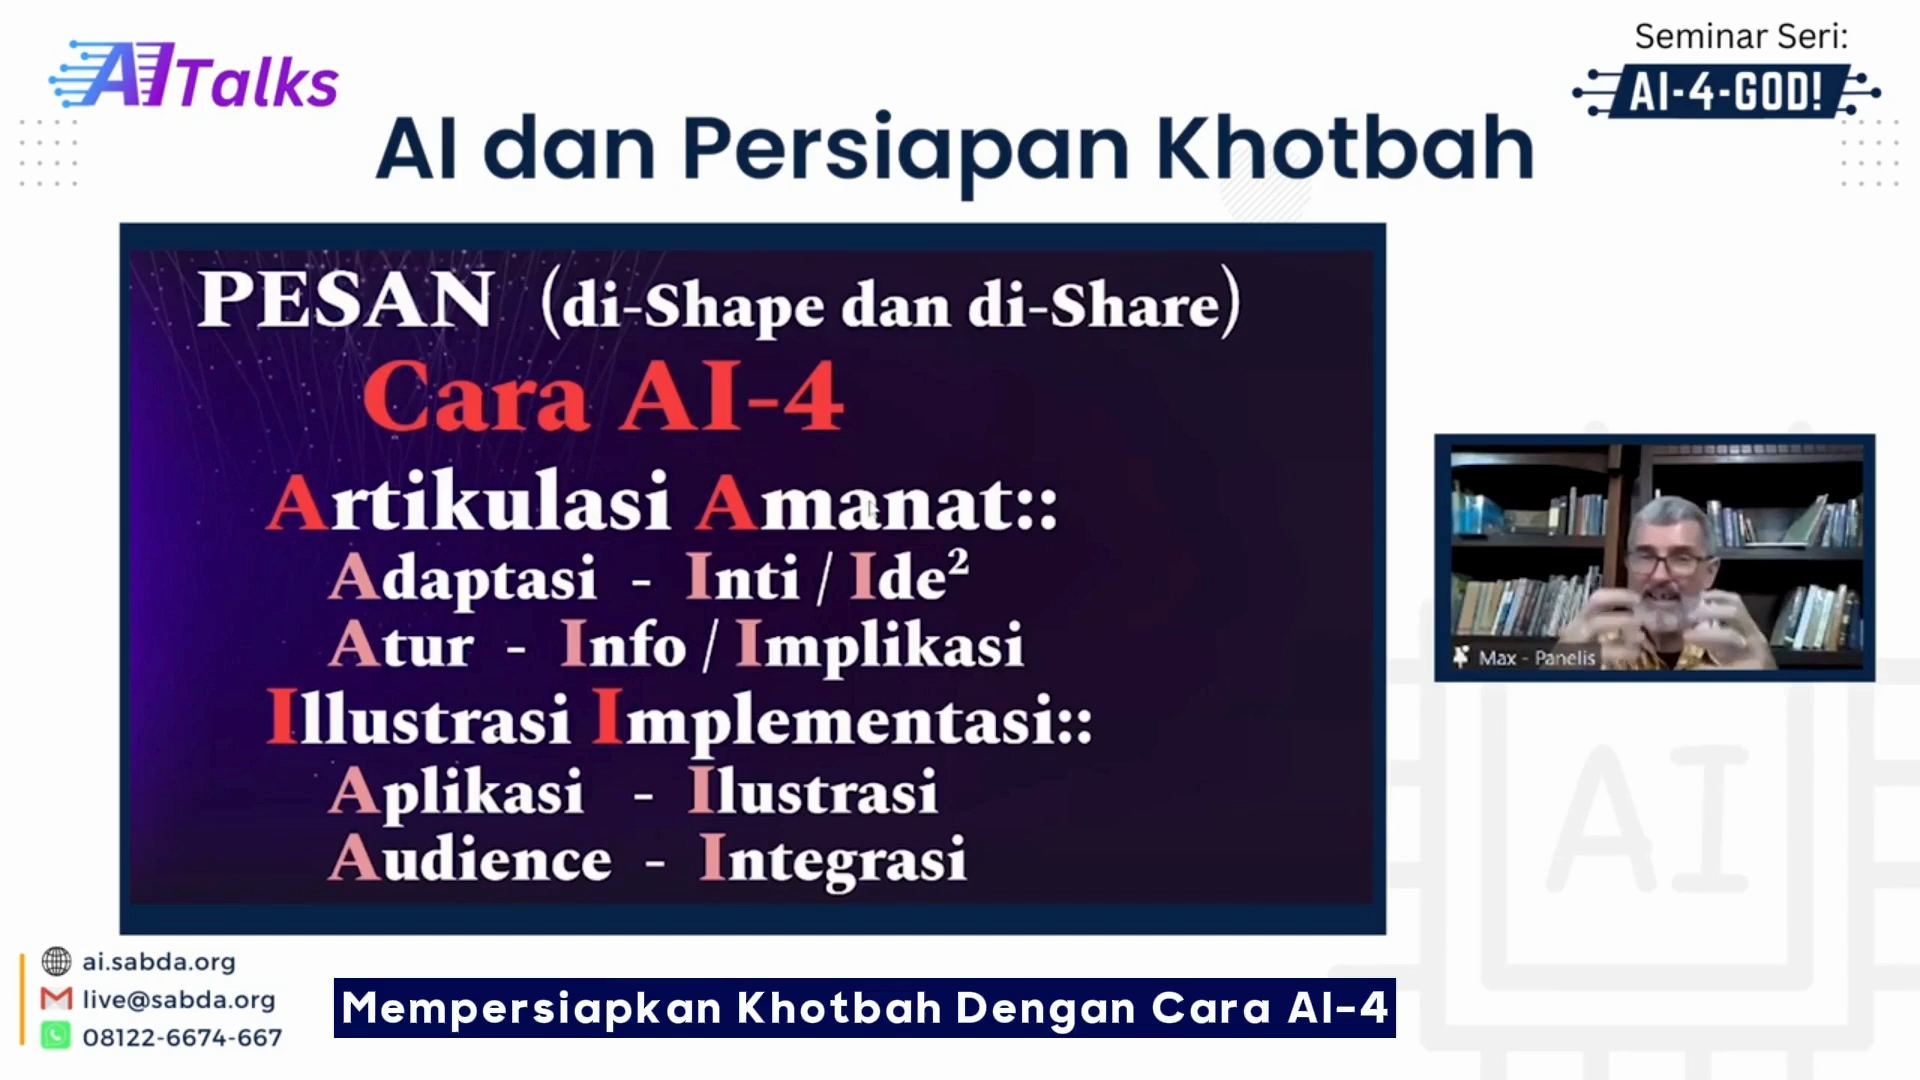 AI Talks
Seminar Seri:
AI-4-GOD!
AI dan Persiapan Khotbah
PESAN (di-Shape dan di-Share)
Cara AI-4
Artikulasi Amanat::
Adaptasi - Inti / Ide²
Atur - Info / Implikasi
Illustrasi Implementasi::
Aplikasi - Ilustrasi
Audience - Integrasi
Max - Panelis
AI
ai.sabda.org
live@sabda.org
08122-6674-667
Mempersiapkan Khotbah Dengan Cara AI-4